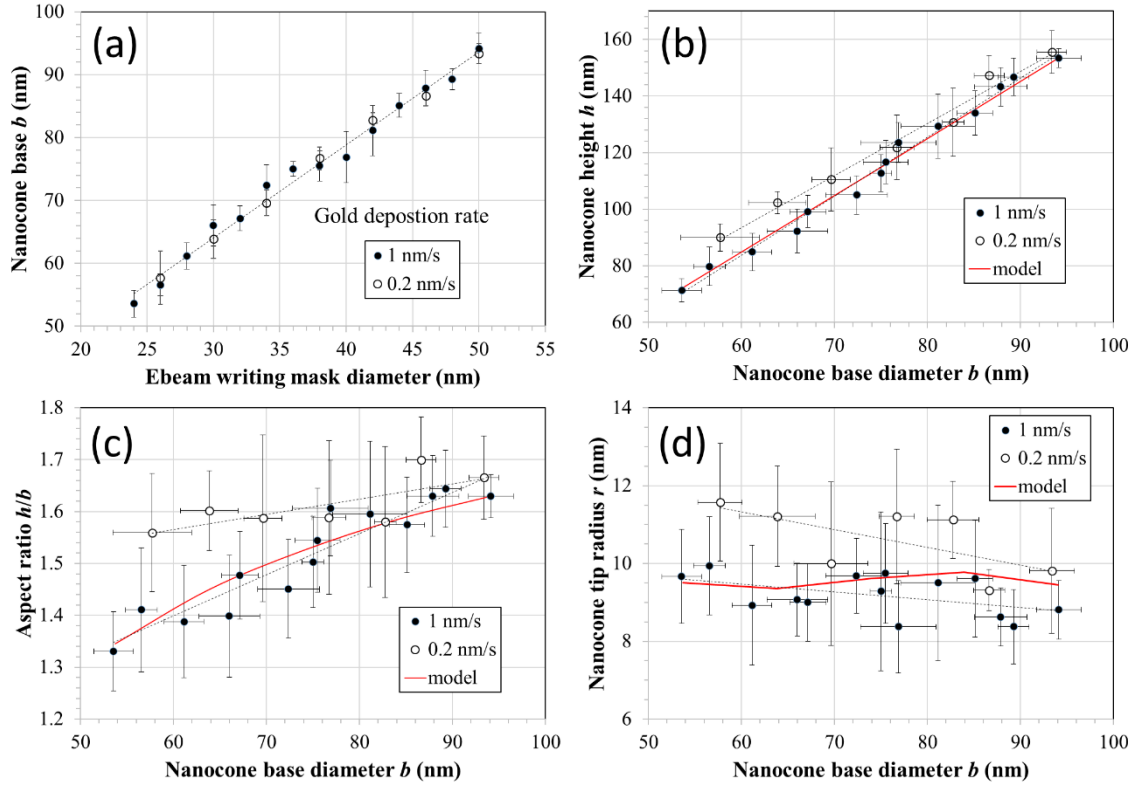 (a)
100
90
80
70
60
50
Nanocone base b (nm)
Gold depostion rate
1 nm/s
0.2 nm/s
20 25 30 35 40 45 50 55
Ebeam writing mask diameter (nm)
(b)
160
140
120
100
80
60
Nanocone height h (nm)
1 nm/s
0.2 nm/s
model
50 60 70 80 90 100
Nanocone base diameter b (nm)
(c)
1.8
1.7
1.6
1.5
1.4
1.3
1.2
Aspect ratio h/b
1 nm/s
0.2 nm/s
model
50 60 70 80 90 100
Nanocone base diameter b (nm)
(d)
14
12
10
8
6
Nanocone tip radius r (nm)
1 nm/s
0.2 nm/s
model
50 60 70 80 90 100
Nanocone base diameter b (nm)